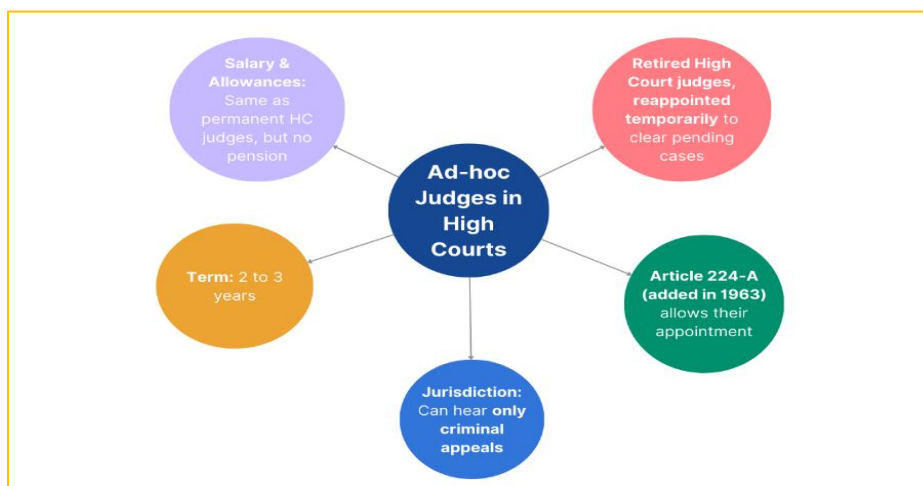 Salary &
Allowances:
Same as
permanent HC
judges, but no
pension
Retired High
Court judges,
reappointed
temporarily to
clear pending
cases
Ad-hoc
Judges in
High
Courts
Term: 2 to 3
years
Article 224-A
(added in 1963)
allows their
appointment
Jurisdiction:
Can hear only
criminal
appeals